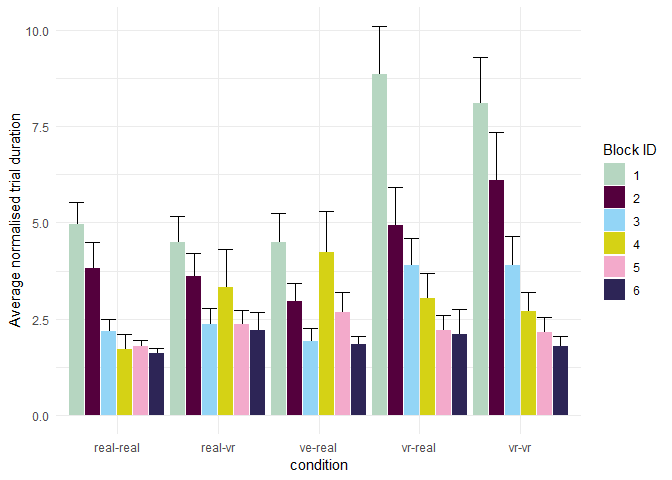 Average normalised trial duration
10.0
7.5
5.0
2.5
0.0
real-real real-vr ve-real vr-real vr-vr
condition
Block ID
1
2
3
4
5
6